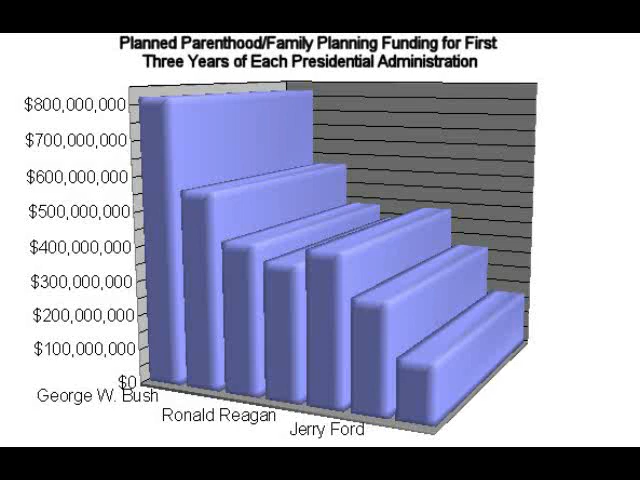 Planned Parenthood/Family Planning Funding for First
Three Years of Each Presidential Administration
$800,000,000
$700,000,000
$600,000,000
$500,000,000
$400,000,000
$300,000,000
$200,000,000
$100,000,000
$0
George W. Bush
Ronald Reagan
Jerry Ford